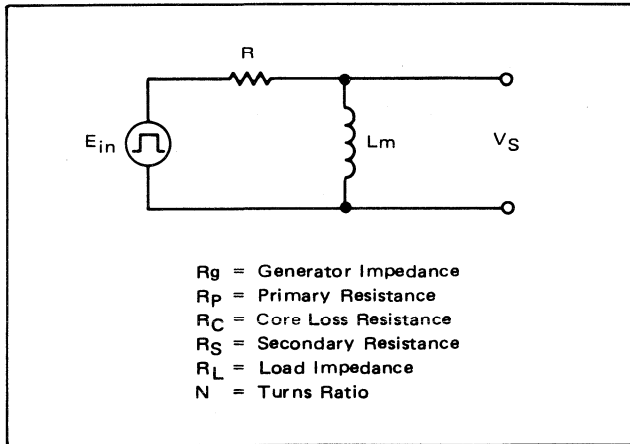 R
E in
Lm
VS
Rg = Generator Impedance
RP = Primary Resistance
RC = Core Loss Resistance
RS = Secondary Resistance
RL = Load Impedance
N = Turns Ratio